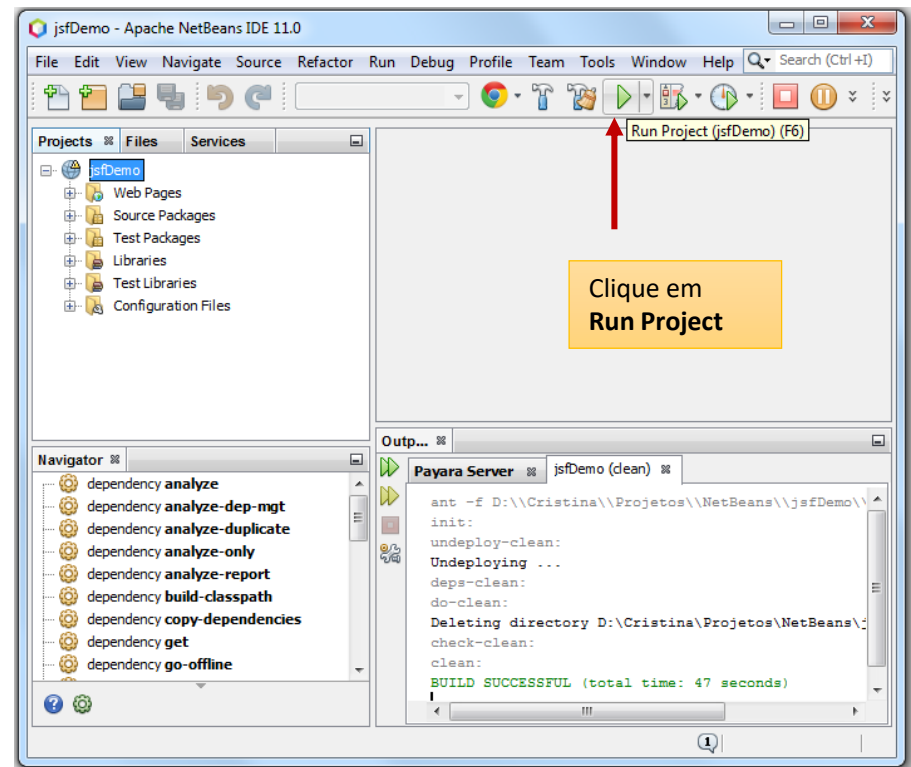 jsfDemo - Apache NetBeans IDE 11.0
File Edit View Navigate Source Refactor Run Debug Profile Team Tools Window Help Search (Ctrl+I)
Run Project (jsfDemo) (F6)
Projects Files Services
jsfDemo
Web Pages
Source Packages
Test Packages
Libraries
Test Libraries
Configuration Files
Clique em
Run Project
Navigator
dependency analyze
dependency analyze-dep-mgt
dependency analyze-duplicate
dependency analyze-only
dependency analyze-report
dependency build-classpath
dependency copy-dependencies
dependency get
dependency go-offline
Outp...
Payara Server jsfDemo (clean)
ant -f D:\\Cristina\\Projetos\\NetBeans\\jsfDemo\\
init:
undeploy-clean:
Undeploying ...
deps-clean:
do-clean:
Deleting directory D:\Cristina\Projetos\NetBeans\j
check-clean:
clean:
BUILD SUCCESSFUL (total time: 47 seconds)
1